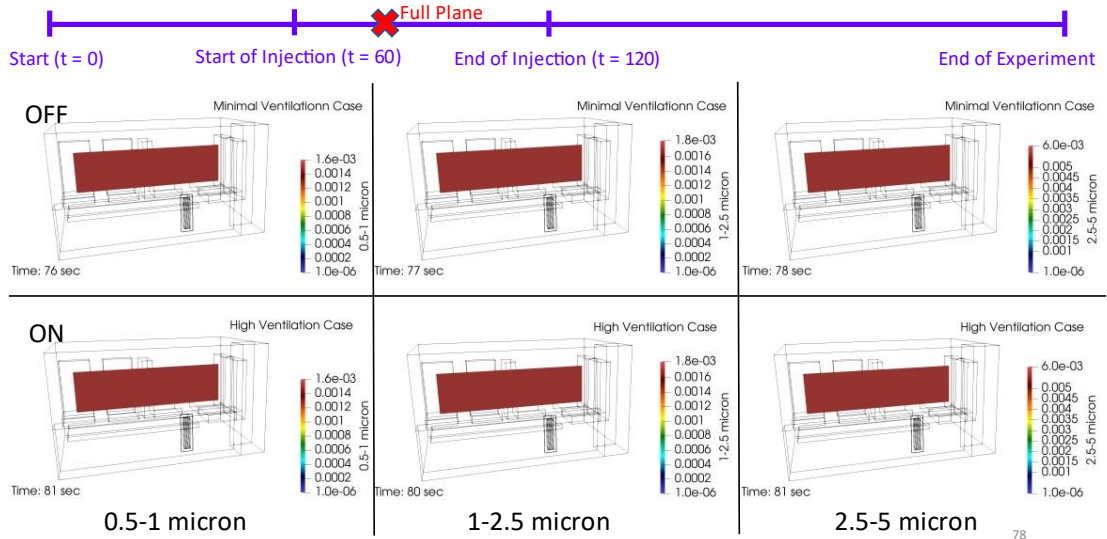 Full Plane
Start (t = 0)
Start of Injection (t = 60)
End of Injection (t = 120)
End of Experiment
OFF
Minimal Ventilationn Case
1.6e-03
0.0014
0.0012
0.001
0.0008
0.0006
0.0004
0.0002
1.0e-06
0.5-1 micron
Time: 76 sec
Minimal Ventilationn Case
1.8e-03
0.0016
0.0014
0.0012
0.001
0.0008
0.0006
0.0004
0.0002
1.0e-06
1-2.5 micron
Time: 77 sec
Minimal Ventilationn Case
6.0e-03
0.005
0.0045
0.004
0.0035
0.003
0.0025
0.002
0.0015
0.001
1.0e-06
2.5-5 micron
Time: 78 sec
ON
High Ventilation Case
1.6e-03
0.0014
0.0012
0.001
0.0008
0.0006
0.0004
0.0002
1.0e-06
0.5-1 micron
Time: 81 sec
High Ventilation Case
1.8e-03
0.0016
0.0014
0.0012
0.001
0.0008
0.0006
0.0004
0.0002
1.0e-06
1-2.5 micron
Time: 80 sec
High Ventilation Case
6.0e-03
0.005
0.0045
0.004
0.0035
0.003
0.0025
0.002
0.0015
0.001
1.0e-06
2.5-5 micron
Time: 81 sec
0.5-1 micron
1-2.5 micron
2.5-5 micron
78